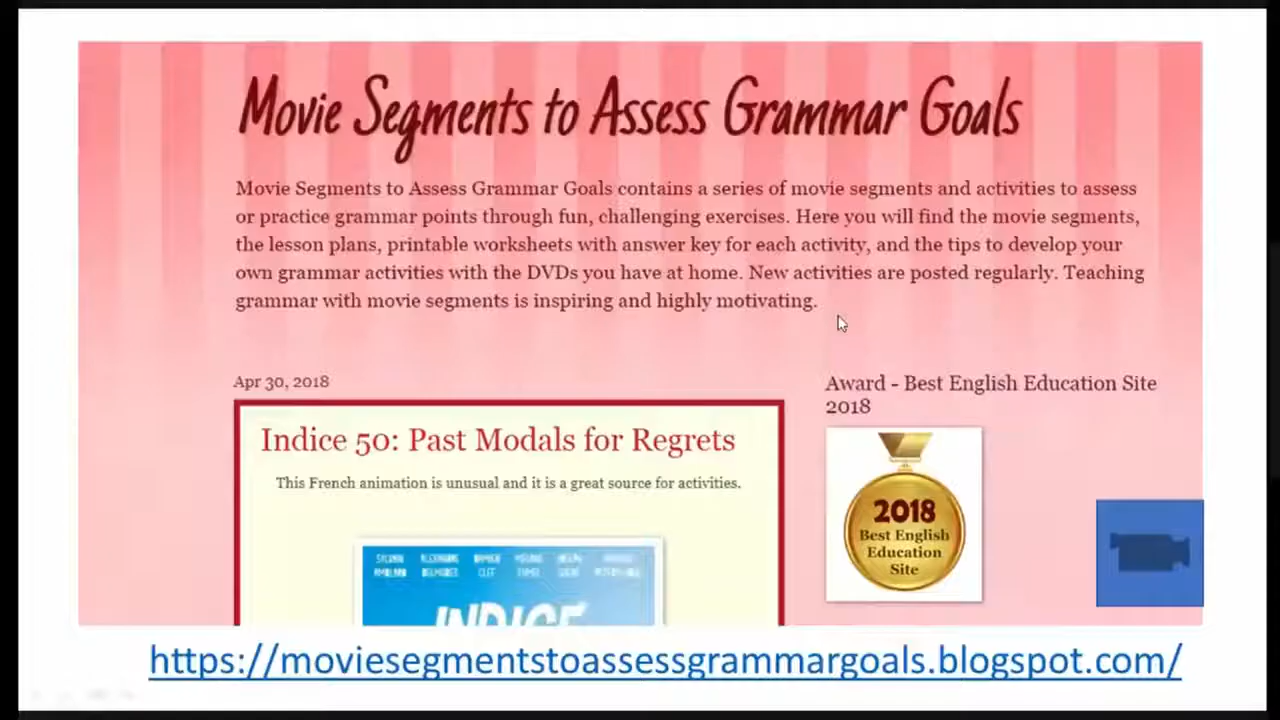 Movie Segments to Assess Grammar Goals
Movie Segments to Assess Grammar Goals contains a series of movie segments and activities to assess
or practice grammar points through fun, challenging exercises. Here you will find the movie segments,
the lesson plans, printable worksheets with answer key for each activity, and the tips to develop your
own grammar activities with the DVDs you have at home. New activities are posted regularly. Teaching
grammar with movie segments is inspiring and highly motivating.
Apr 30, 2018
Indice 50: Past Modals for Regrets
This French animation is unusual and it is a great source for activities.
INDICE
Award - Best English Education Site
2018
2018
Best English
Education
Site
https://moviesegmentstoassessgrammargoals.blogspot.com/